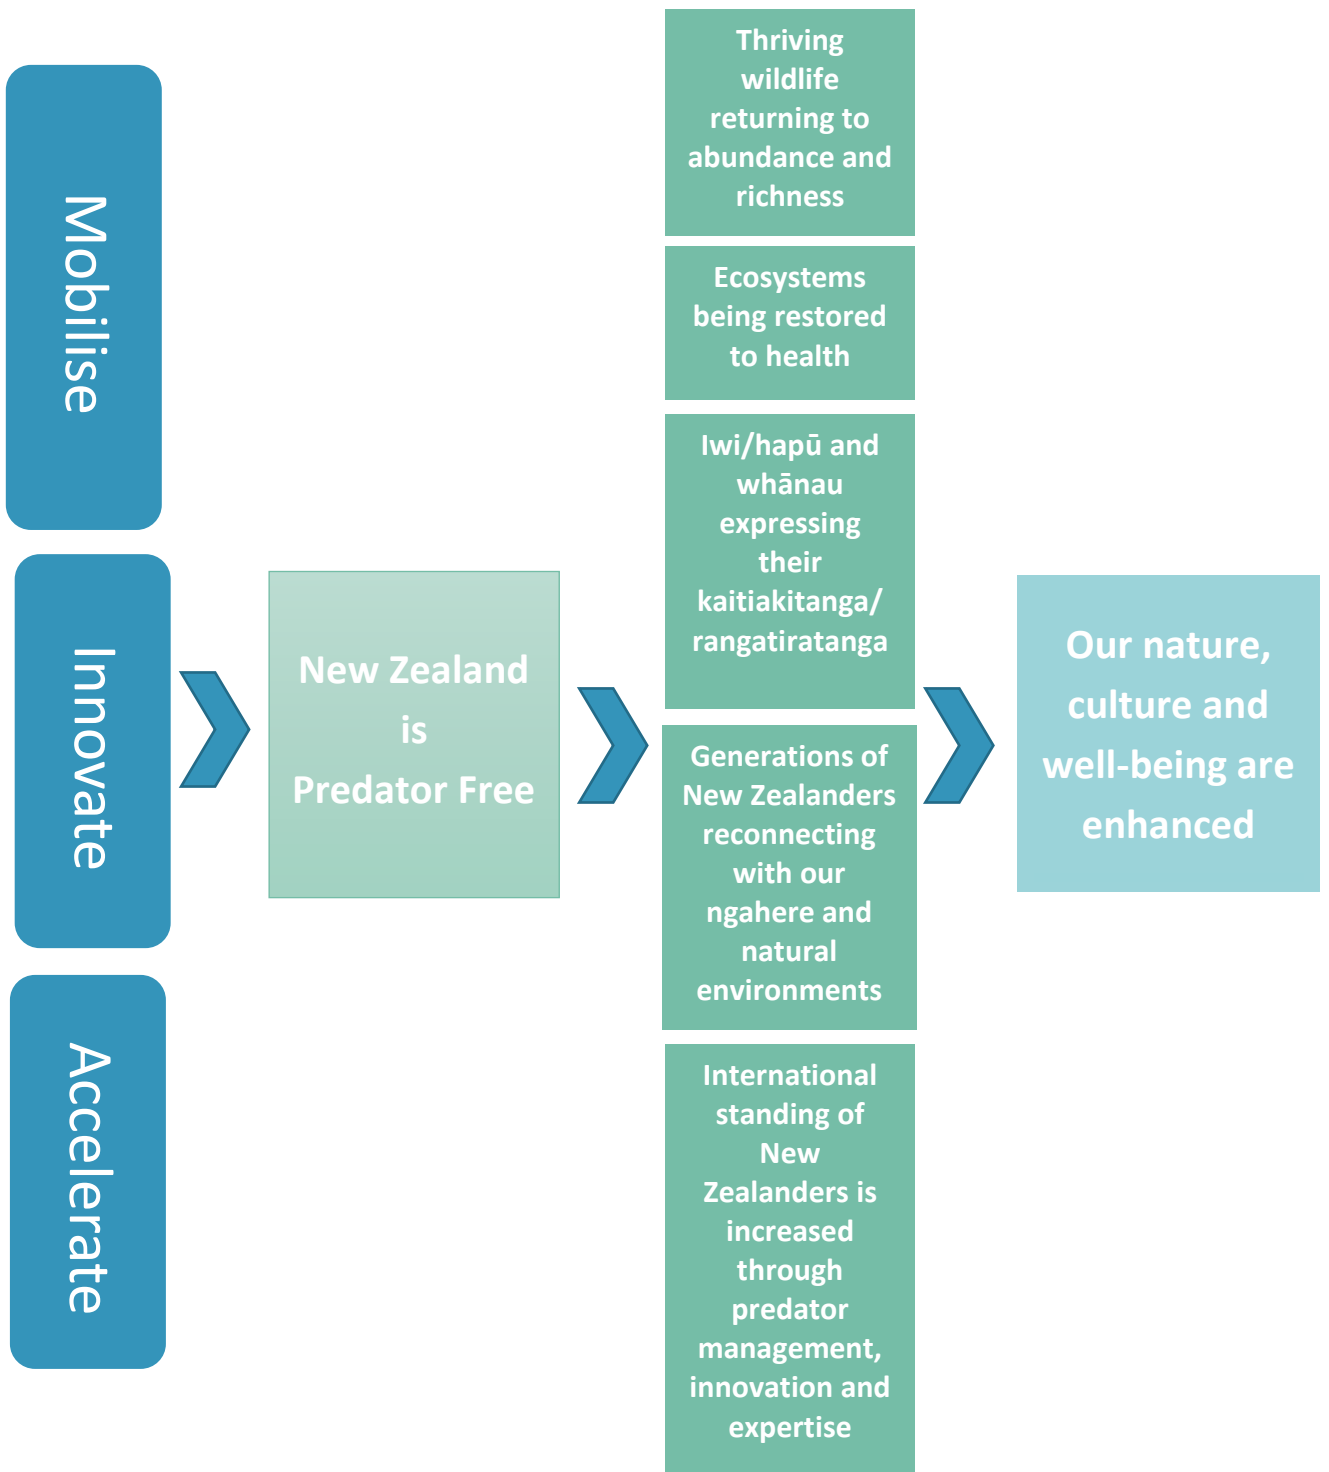 Mobilise
Innovate
Accelerate
New Zealand
is
Predator Free
Thriving
wildlife
returning to
abundance and
richness
Ecosystems
being restored
to health
Iwi/hapū and
whānau
expressing
their
kaitiakitanga/
rangatiratanga
Generations of
New Zealanders
reconnecting
with our
ngahere and
natural
environments
International
standing of
New
Zealanders is
increased
through
predator
management,
innovation and
expertise
Our nature,
culture and
well-being are
enhanced